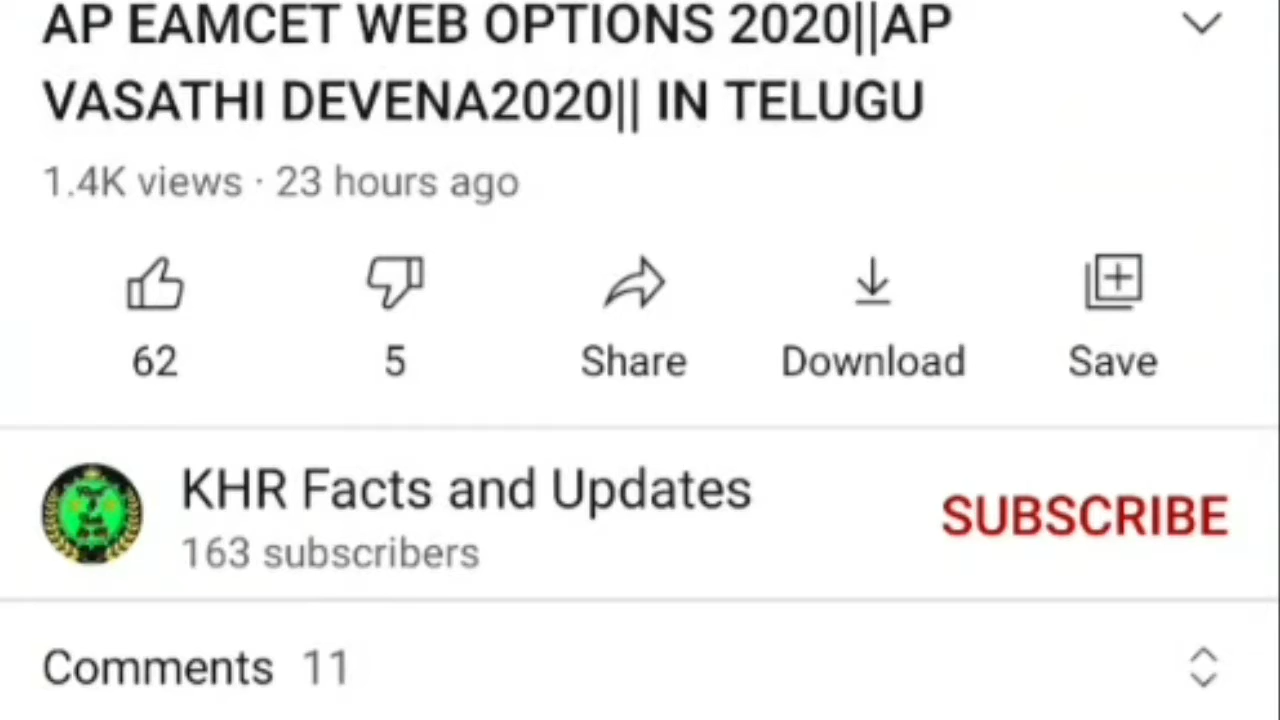 AP EAMCET WEB OPTIONS 2020||AP
VASATHI DEVENA2020|| IN TELUGU
1.4K views · 23 hours ago
62
5
Share
Download
Save
KHR Facts and Updates
163 subscribers
SUBSCRIBE
Comments 11